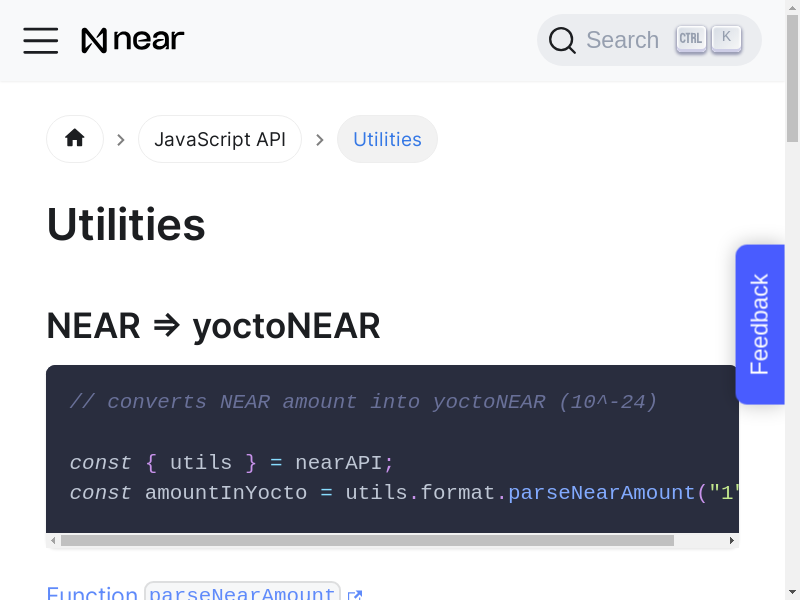 near
Search CTRL K
JavaScript API > Utilities
Utilities
Feedback
NEAR ⇒ yoctoNEAR
// converts NEAR amount into yoctoNEAR (10^-24)
const { utils } = nearAPI;
const amountInYocto = utils.format.parseNearAmount("1"
Function parseNearAmount